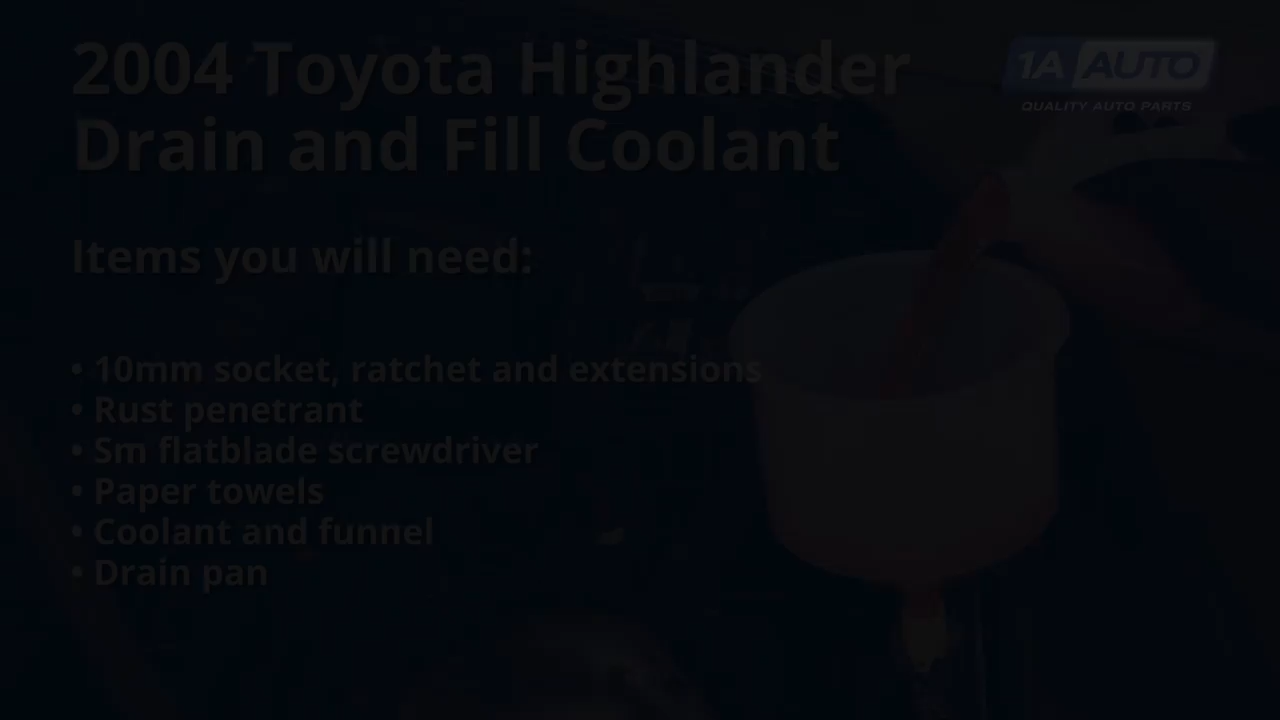 2004 Toyota Highlander
Drain and Fill Coolant
1A AUTO
QUALITY AUTO PARTS
Items you will need:
• 10mm socket, ratchet and extensions
• Rust penetrant
• Sm flatblade screwdriver
• Paper towels
• Coolant and funnel
• Drain pan